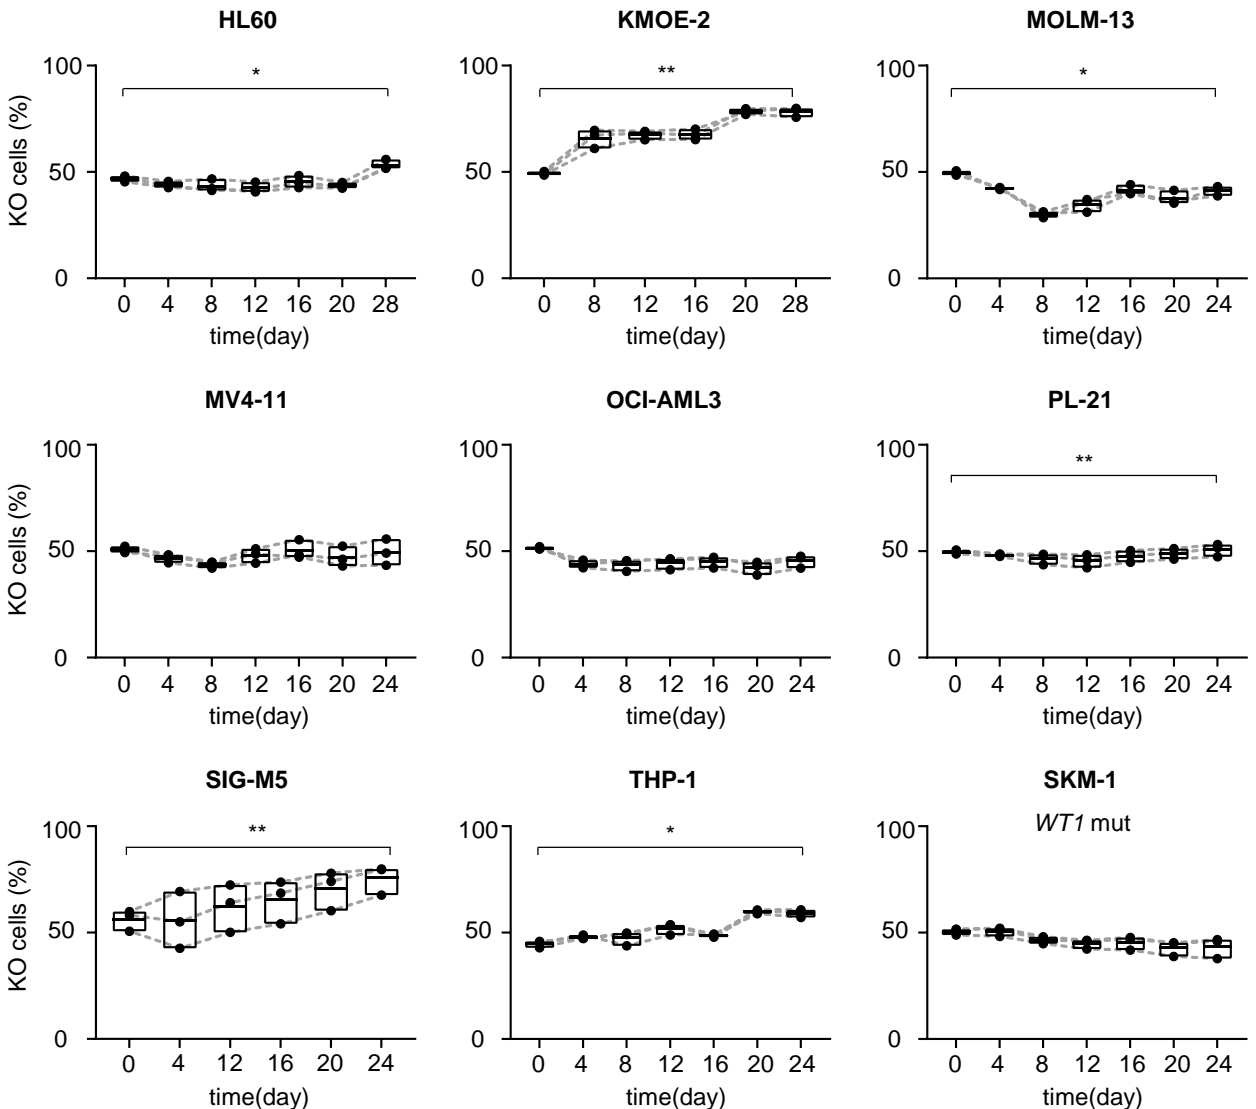 HL60 KMOE-2 MOLM-13
KO cells (%)
100 * 100 ** 100 *
50 50 50
0 0 0
0 4 8 12 16 20 28 0 8 12 16 20 28 0 4 8 12 16 20 24
time(day) time(day) time(day)
MV4-11 OCI-AML3 PL-21
KO cells (%)
100 100 100 **
50 50 50
0 0 0
0 4 8 12 16 20 24 0 4 8 12 16 20 24 0 4 8 12 16 20 24
time(day) time(day) time(day)
SIG-M5 THP-1 SKM-1
WT1 mut
KO cells (%)
100 ** 100 * 100
50 50 50
0 0 0
0 4 12 16 20 24 0 4 8 12 16 20 24 0 4 8 12 16 20 24
time(day) time(day) time(day)